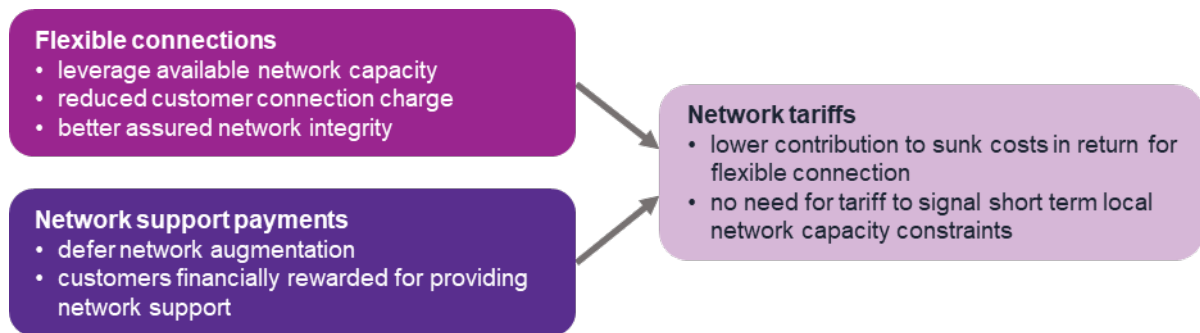 Flexible connections
• leverage available network capacity
• reduced customer connection charge
• better assured network integrity
Network support payments
• defer network augmentation
• customers financially rewarded for providing
network support
Network tariffs
• lower contribution to sunk costs in return for
flexible connection
• no need for tariff to signal short term local
network capacity constraints